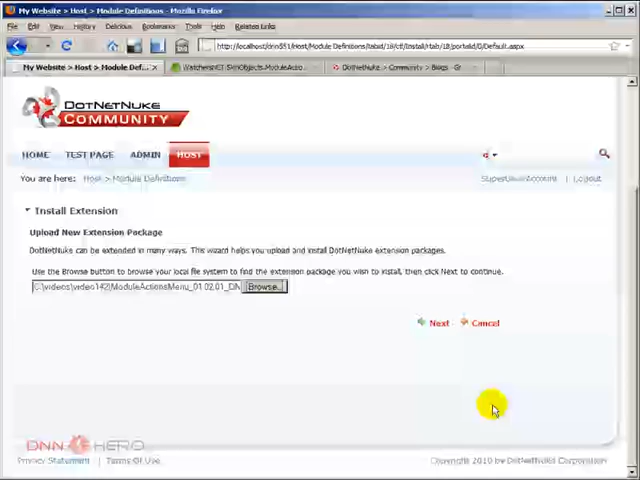 My Website > Host > Module Definitions - Mozilla Firefox
File Edit View History Bookmarks Tools Help Related Links
http://localhost/dnn551/Host/Module Definitions/tabid/18/ctl/Install/rtab/18/portalid/0/Default.aspx
My Website > Host > Module Def...
WatchersNET.SkinObjects.ModuleActio...
DotNetNuke > Community > Blogs - Gr
DOTNETNUKE
COMMUNITY
HOME TEST PAGE ADMIN HOST
You are here: Host > Module Definitions
SuperUser Account | Logout
Install Extension
Upload New Extension Package
DotNetNuke can be extended in many ways. This wizard helps you upload and install DotNetNuke extension packages.
Use the Browse button to browse your local file system to find the extension package you wish to install, then click Next to continue.
C:\videos\video142\ModuleActionsMenu_01.02.01_DN Browse...
Next Cancel
DNN HERO
Privacy Statement | Terms Of Use
Copyright 2010 by DotNetNuke Corporation